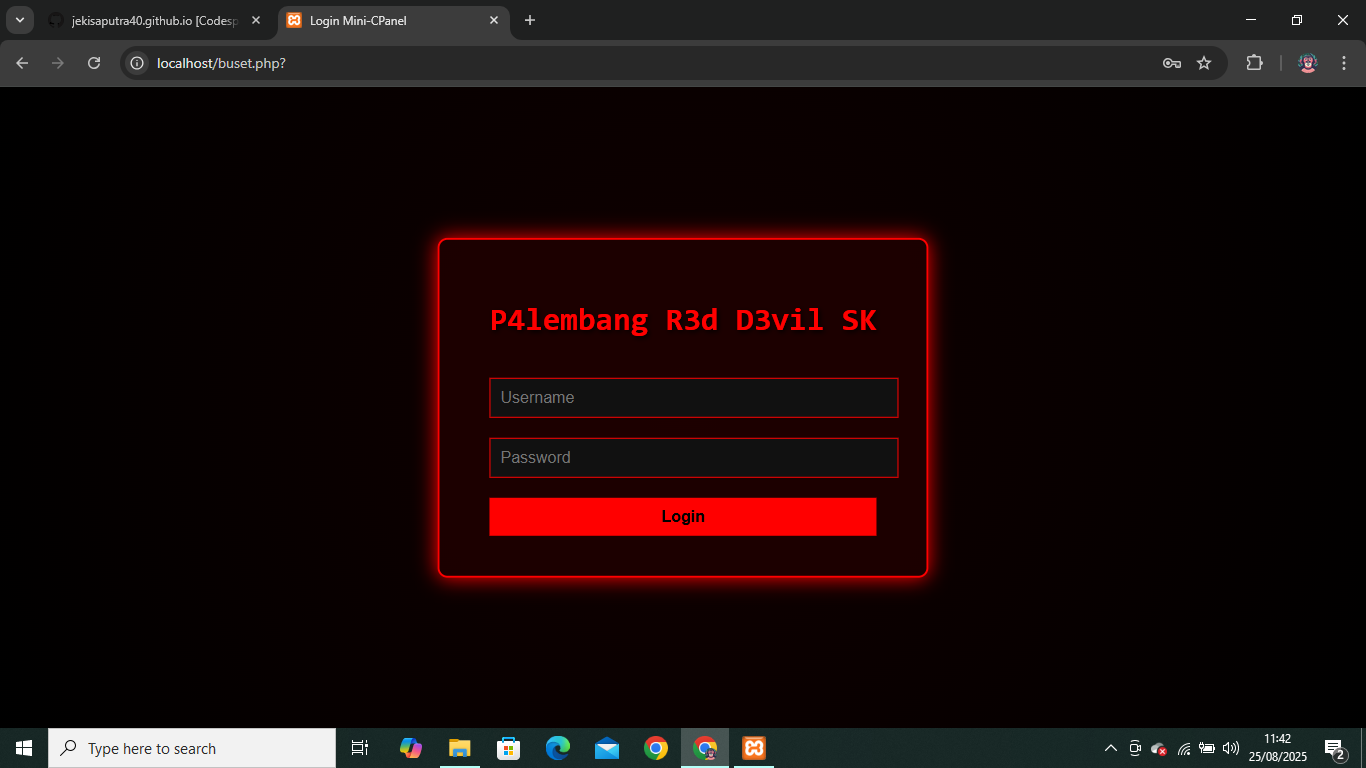 jekisaputra40.github.io [Codesp
Login Mini-CPanel
localhost/buset.php?
P4lembang R3d D3vil SK
Username
Password
Login
Type here to search
11:42
25/08/2025
2